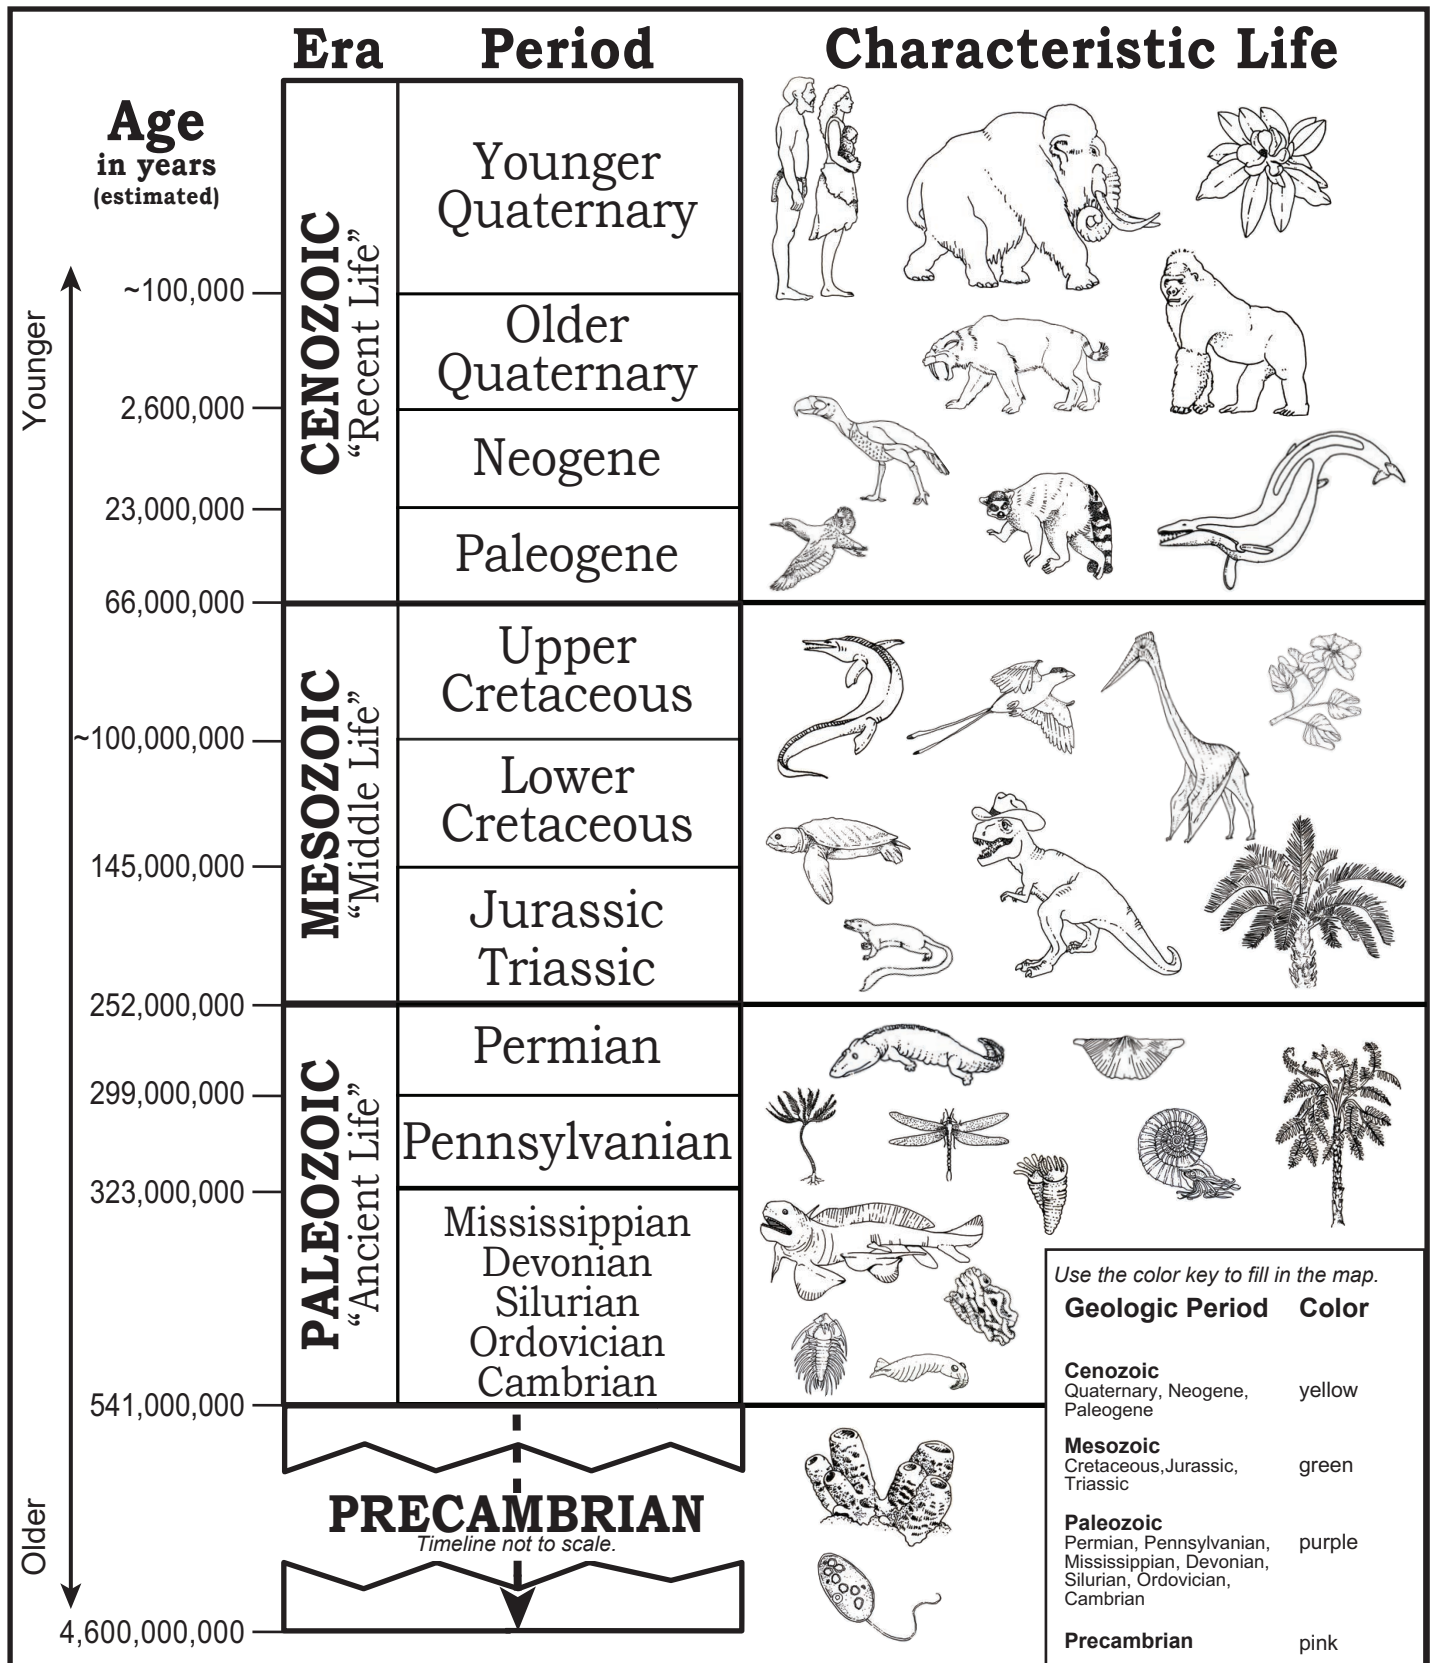 Era
Period
Characteristic Life
Age
in years
(estimated)
Younger
Older
~100,000
2,600,000
23,000,000
66,000,000
~100,000,000
145,000,000
252,000,000
299,000,000
323,000,000
541,000,000
4,600,000,000
CENOZOIC
“Recent Life”
Younger
Quaternary
Older
Quaternary
Neogene
Paleogene
MESOZOIC
“Middle Life”
Upper
Cretaceous
Lower
Cretaceous
Jurassic
Triassic
PALEOZOIC
“Ancient Life”
Permian
Pennsylvanian
Mississippian
Devonian
Silurian
Ordovician
Cambrian
PRECAMBRIAN
Timeline not to scale.
Use the color key to fill in the map.
Geologic Period Color
Cenozoic
Quaternary, Neogene,
Paleogene
yellow
Mesozoic
Cretaceous,Jurassic,
Triassic
green
Paleozoic
Permian, Pennsylvanian,
Mississippian, Devonian,
Silurian, Ordovician,
Cambrian
purple
Precambrian pink